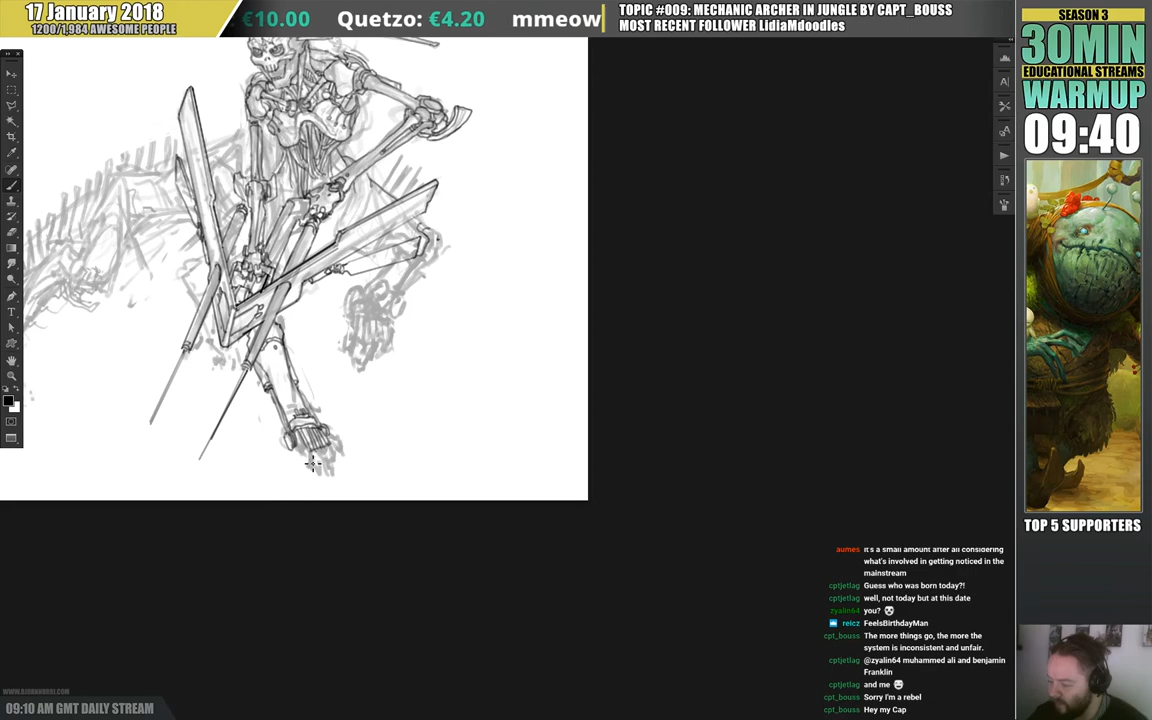 17 January 2018
1200/1,984 AWESOME PEOPLE
€10.00 Quetzo: €4.20 mmeow
TOPIC #009: MECHANIC ARCHER IN JUNGLE BY CAPT_BOUSS
MOST RECENT FOLLOWER LidiaMdoodles
SEASON 3
30MIN
EDUCATIONAL STREAMS
WARMUP
09:40
TOP 5 SUPPORTERS
aumes It's a small amount after all considering
what's involved in getting noticed in the
mainstream
cptjetlag Guess who was born today?!
cptjetlag well, not today but at this date
zyalin64 you?
reicz FeelsBirthdayMan
cpt_bouss The more things go, the more the
system is inconsistent and unfair.
cptjetlag @zyalin64 muhammed ali and benjamin
Franklin
cptjetlag and me
cpt_bouss Sorry I'm a rebel
cpt_bouss Hey my Cap
09:10 AM GMT DAILY STREAM